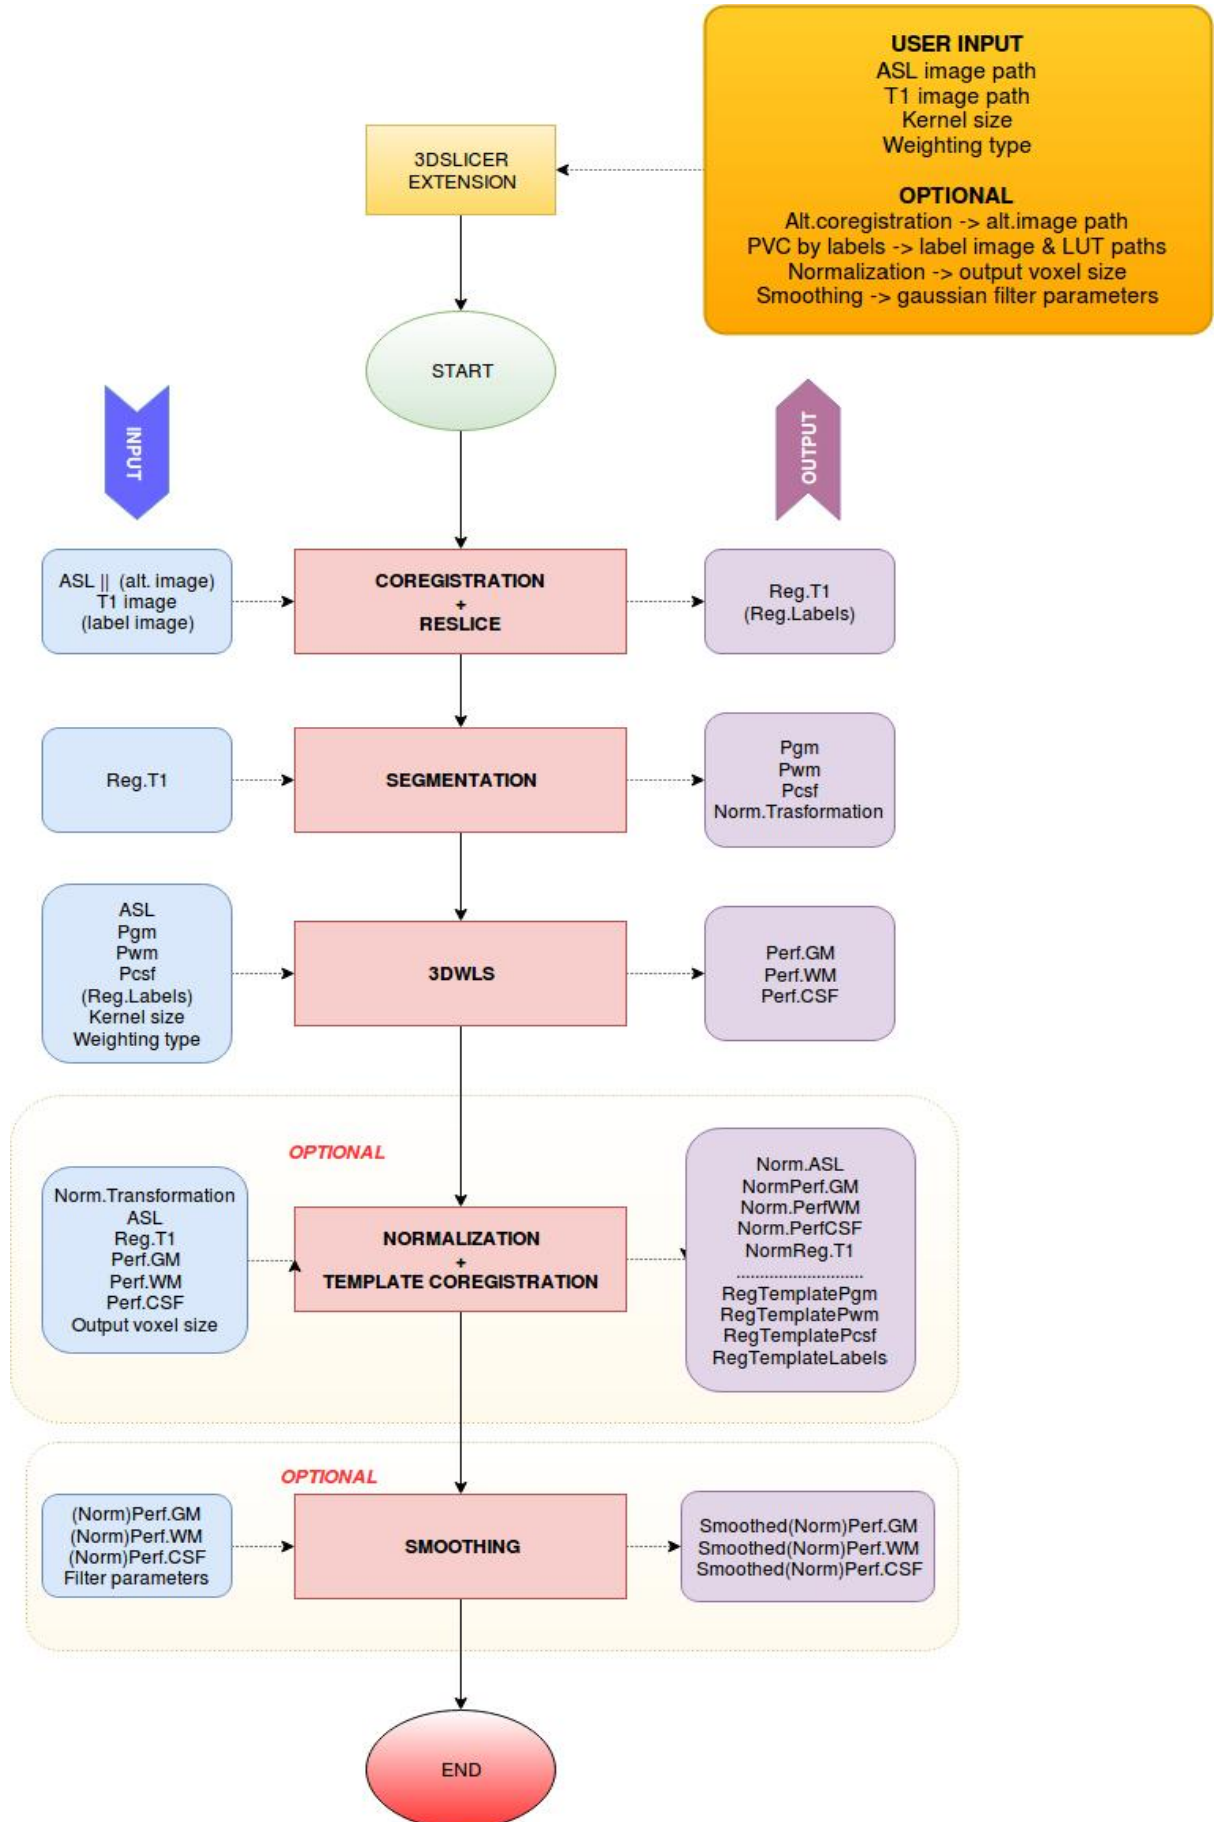 USER INPUT
ASL image path
T1 image path
Kernel size
Weighting type
OPTIONAL
Alt.coregistration -> alt.image path
PVC by labels -> label image & LUT paths
Normalization -> output voxel size
Smoothing -> gaussian filter parameters
3DSLICER
EXTENSION
START
INPUT
OUTPUT
ASL || (alt. image)
T1 image
(label image)
COREGISTRATION
+
RESLICE
Reg.T1
(Reg.Labels)
Reg.T1
SEGMENTATION
Pgm
Pwm
Pcsf
Norm.Trasformation
ASL
Pgm
Pwm
Pcsf
(Reg.Labels)
Kernel size
Weighting type
3DWLS
Perf.GM
Perf.WM
Perf.CSF
OPTIONAL
Norm.Transformation
ASL
Reg.T1
Perf.GM
Perf.WM
Perf.CSF
Output voxel size
NORMALIZATION
+
TEMPLATE COREGISTRATION
Norm.ASL
NormPerf.GM
Norm.PerfWM
Norm.PerfCSF
NormReg.T1
............................
RegTemplatePgm
RegTemplatePwm
RegTemplatePcsf
RegTemplateLabels
OPTIONAL
(Norm)Perf.GM
(Norm)Perf.WM
(Norm)Perf.CSF
Filter parameters
SMOOTHING
Smoothed(Norm)Perf.GM
Smoothed(Norm)Perf.WM
Smoothed(Norm)Perf.CSF
END